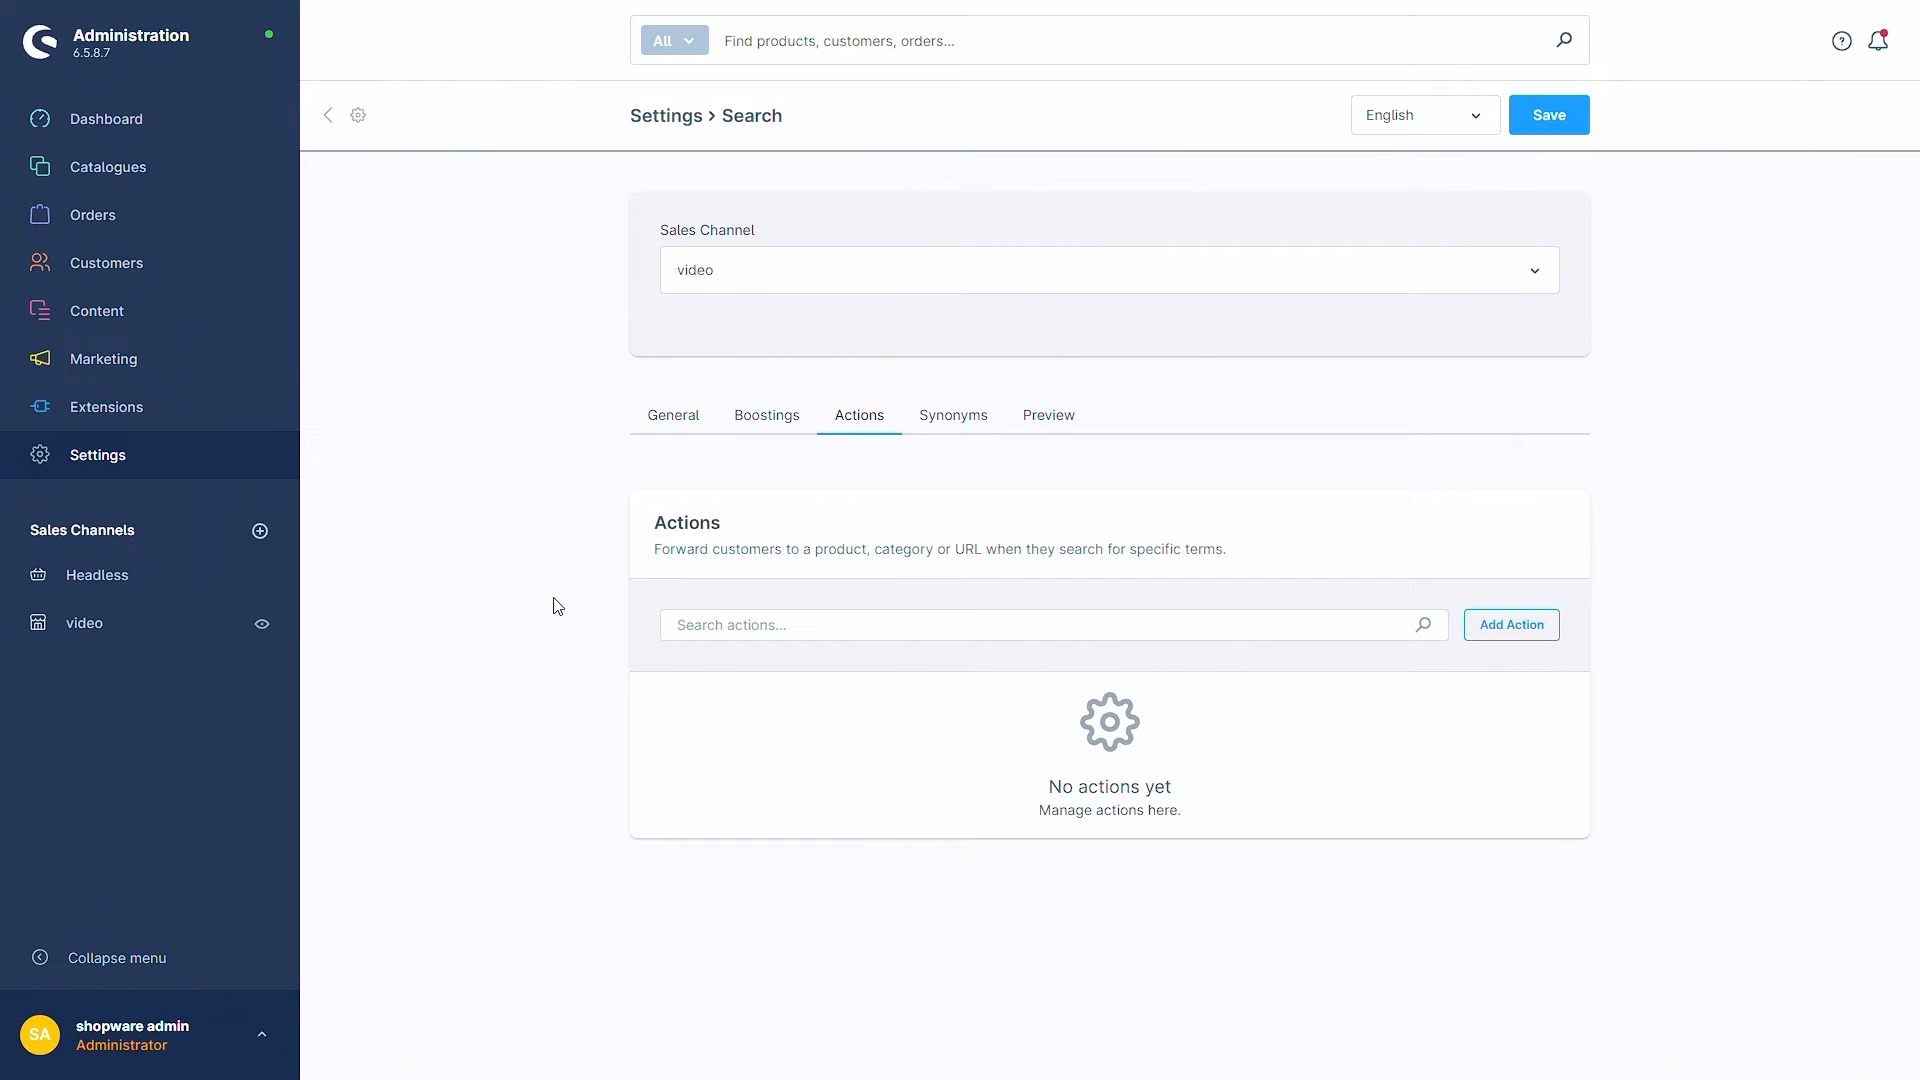 Administration
6.5.8.7
Dashboard
Catalogues
Orders
Customers
Content
Marketing
Extensions
Settings
Sales Channels
Headless
video
Collapse menu
SA
shopware admin
Administrator
All
Find products, customers, orders...
Settings > Search
English
Save
Sales Channel
video
General
Boostings
Actions
Synonyms
Preview
Actions
Forward customers to a product, category or URL when they search for specific terms.
Search actions...
Add Action
No actions yet
Manage actions here.